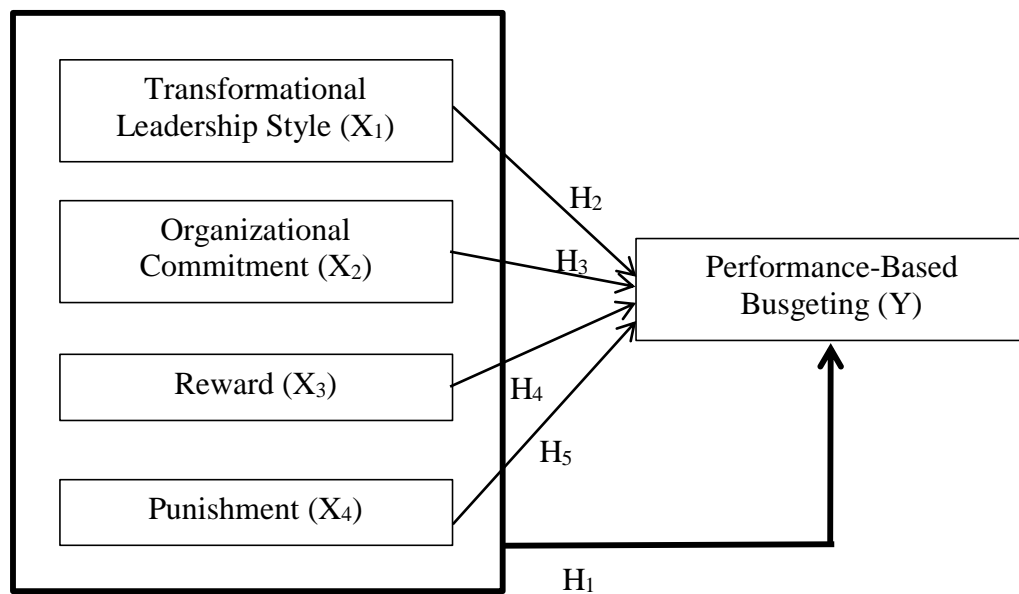 Transformational
Leadership Style (X₁)
Organizational
Commitment (X₂)
Reward (X₃)
Punishment (X₄)
H₂
H₃
H₄
H₅
H₁
Performance-Based
Busgeting (Y)